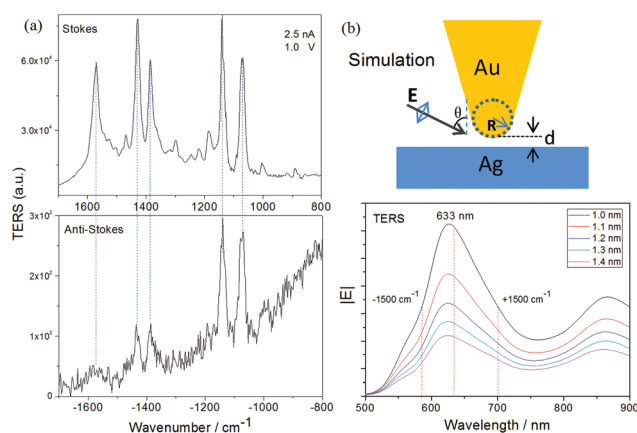 (a)
Stokes
2.5 nA
1.0 V
6.0x10⁴
3.0x10⁴
1600 1400 1200 1000 800
TERS (a.u.)
3x10²
Anti-Stokes
2x10²
1x10²
0
-1600 -1400 -1200 -1000 -800
Wavenumber / cm⁻¹
(b)
Simulation
Au
E
θ
R
d
Ag
TERS
633 nm
1.0 nm
1.1 nm
1.2 nm
1.3 nm
1.4 nm
-1500 cm⁻¹
+1500 cm⁻¹
|E|
500 600 700 800 900
Wavelength / nm